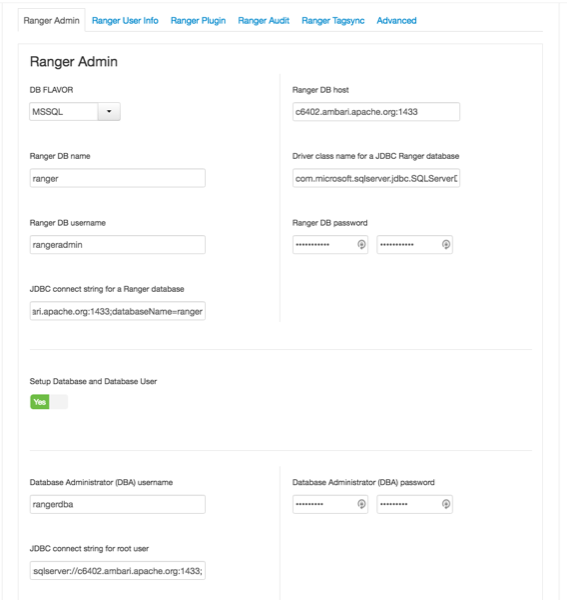 Ranger Admin Ranger User Info Ranger Plugin Ranger Audit Ranger Tagsync Advanced
Ranger Admin
DB FLAVOR
MSSQL
Ranger DB host
c6402.ambari.apache.org:1433
Ranger DB name
ranger
Driver class name for a JDBC Ranger database
com.microsoft.sqlserver.jdbc.SQLServerD
Ranger DB username
rangeradmin
Ranger DB password
JDBC connect string for a Ranger database
ari.apache.org:1433;databaseName=ranger
Setup Database and Database User
Yes
Database Administrator (DBA) username
rangerdba
Database Administrator (DBA) password
JDBC connect string for root user
sqlserver://c6402.ambari.apache.org:1433;